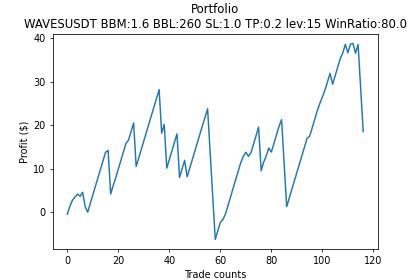 Portfolio
WAVESUSDT BBM:1.6 BBL:260 SL:1.0 TP:0.2 lev:15 WinRatio:80.0
40
30
20
10
0
Profit ($)
0 20 40 60 80 100 120
Trade counts